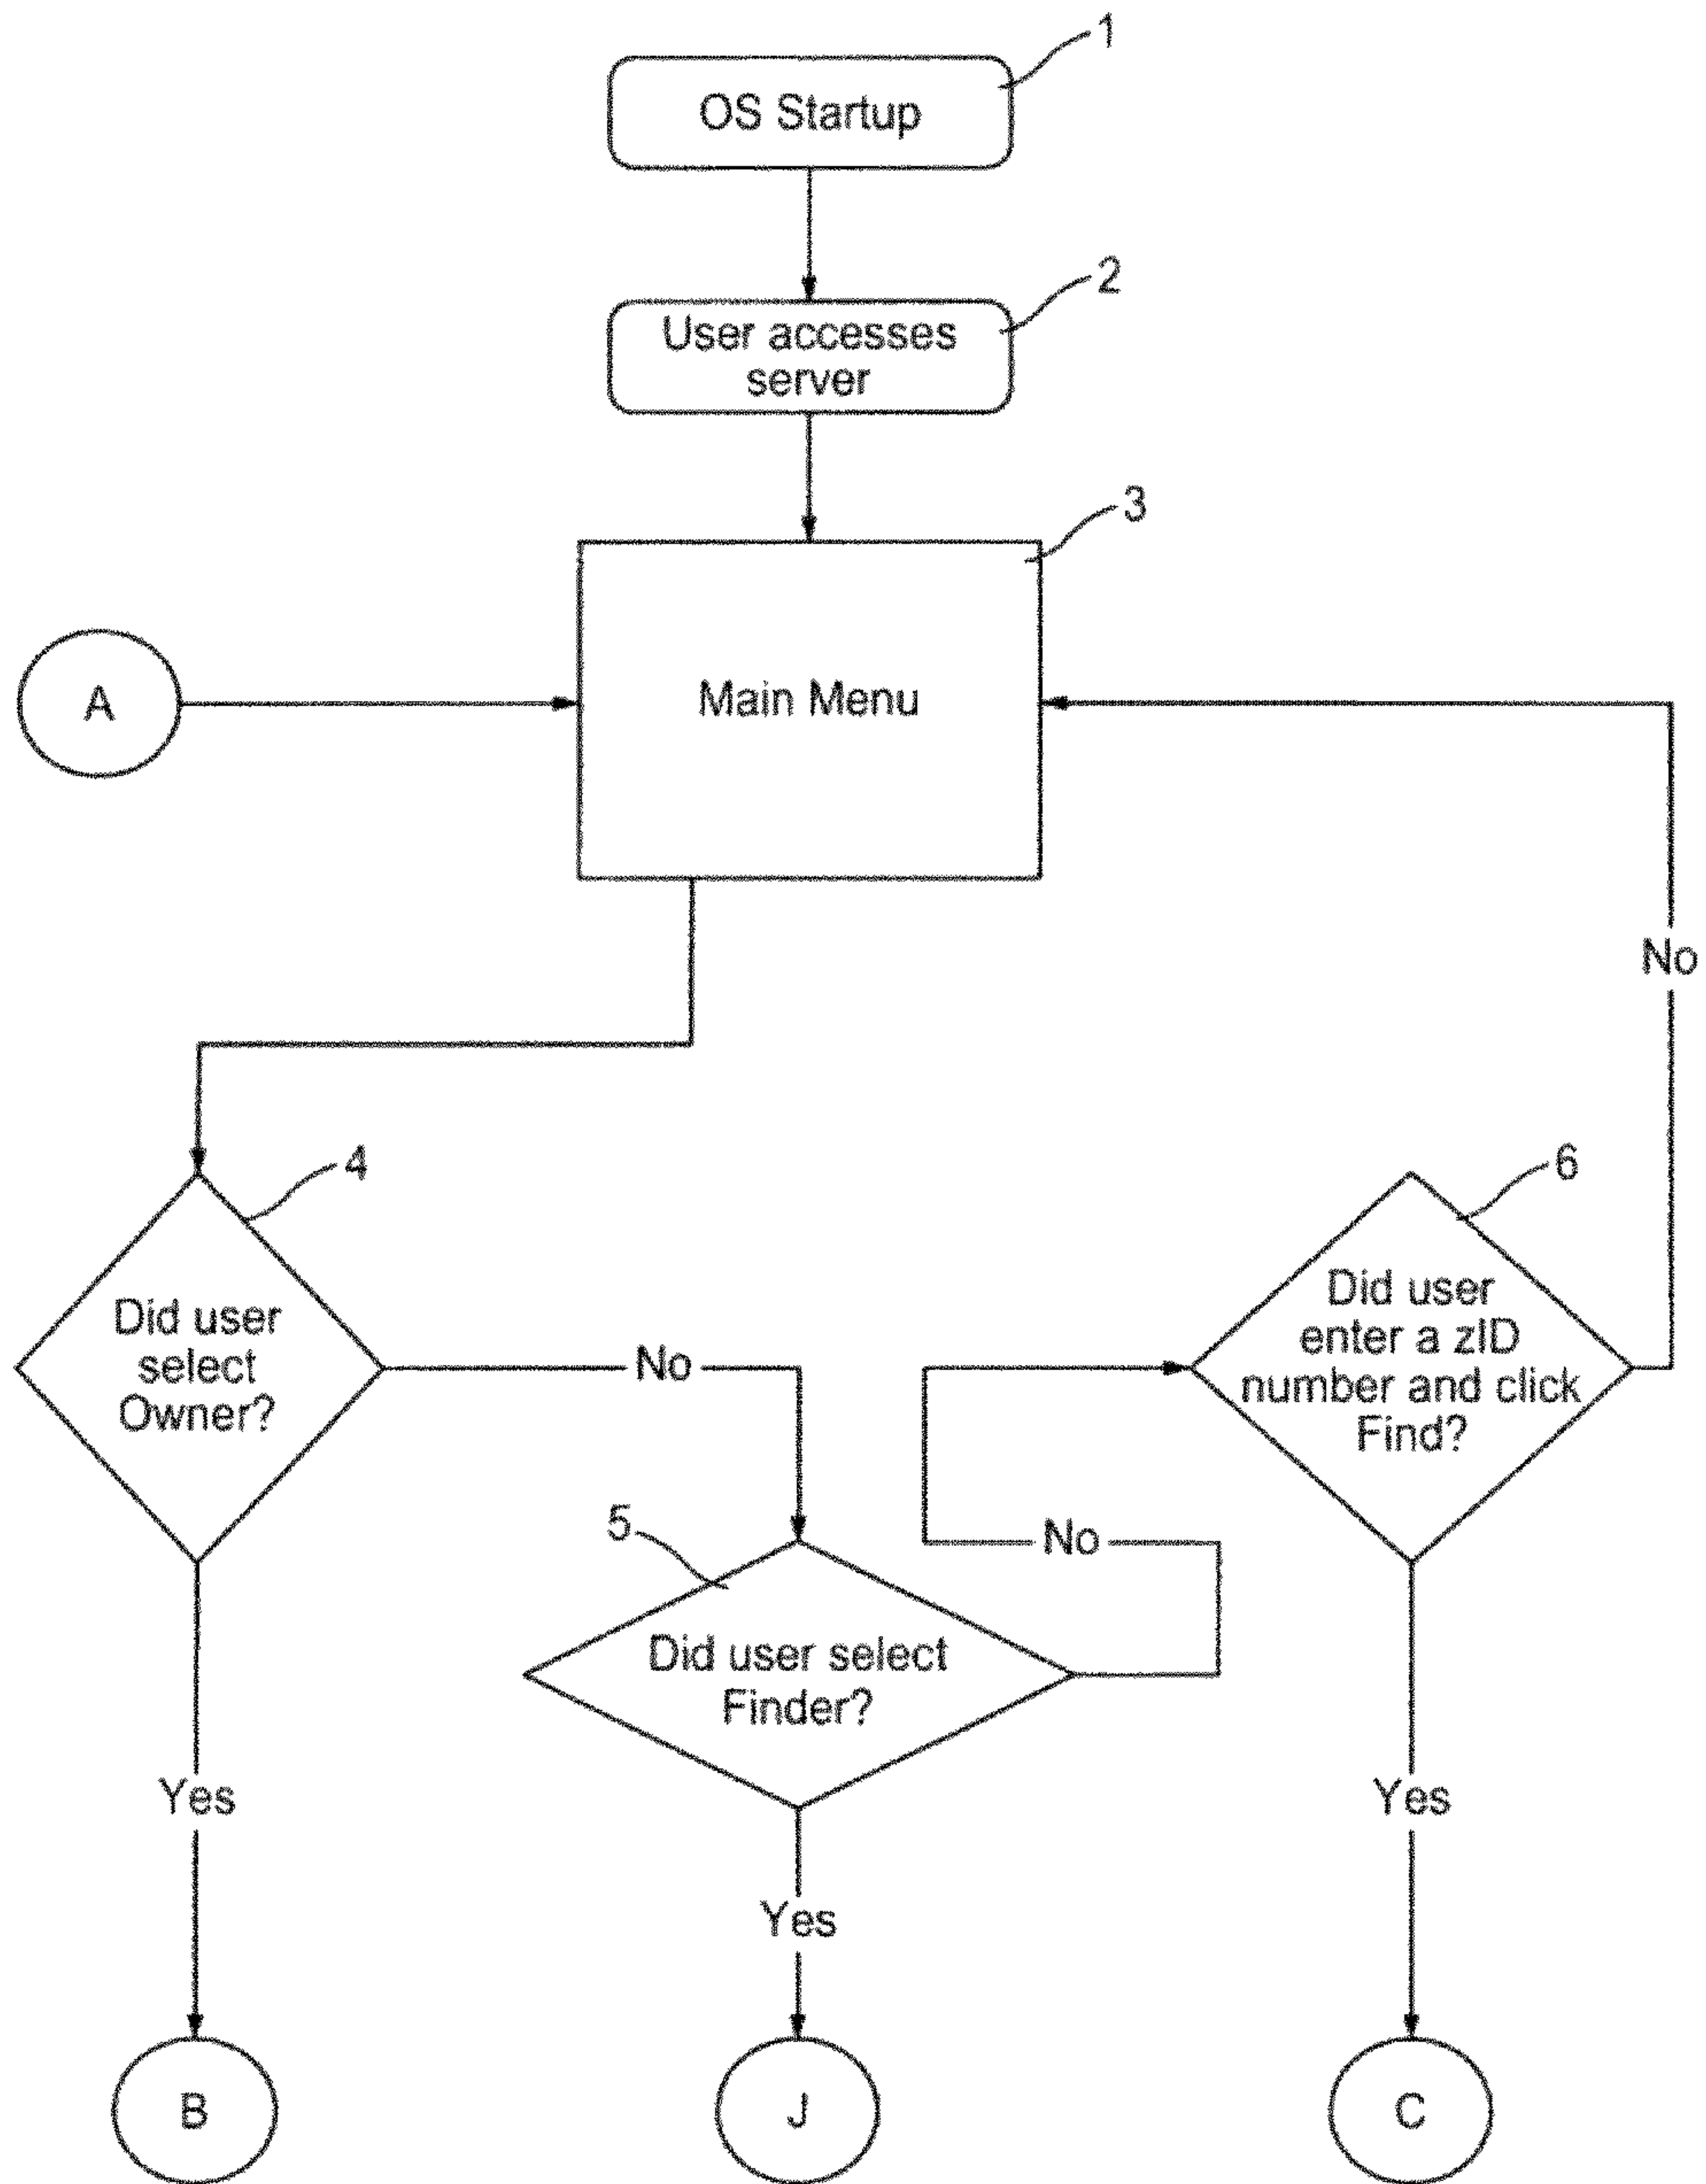 1
OS Startup
2
User accesses
server
3
Main Menu
A
No
4
Did user
select
Owner?
No
5
Did user select
Finder?
No
6
Did user
enter a zID
number and click
Find?
Yes
Yes
Yes
B
J
C